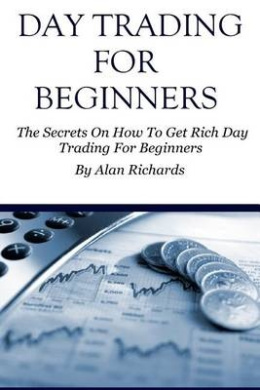 DAY TRADING
FOR
BEGINNERS
The Secrets On How To Get Rich Day
Trading For Beginners
By Alan Richards